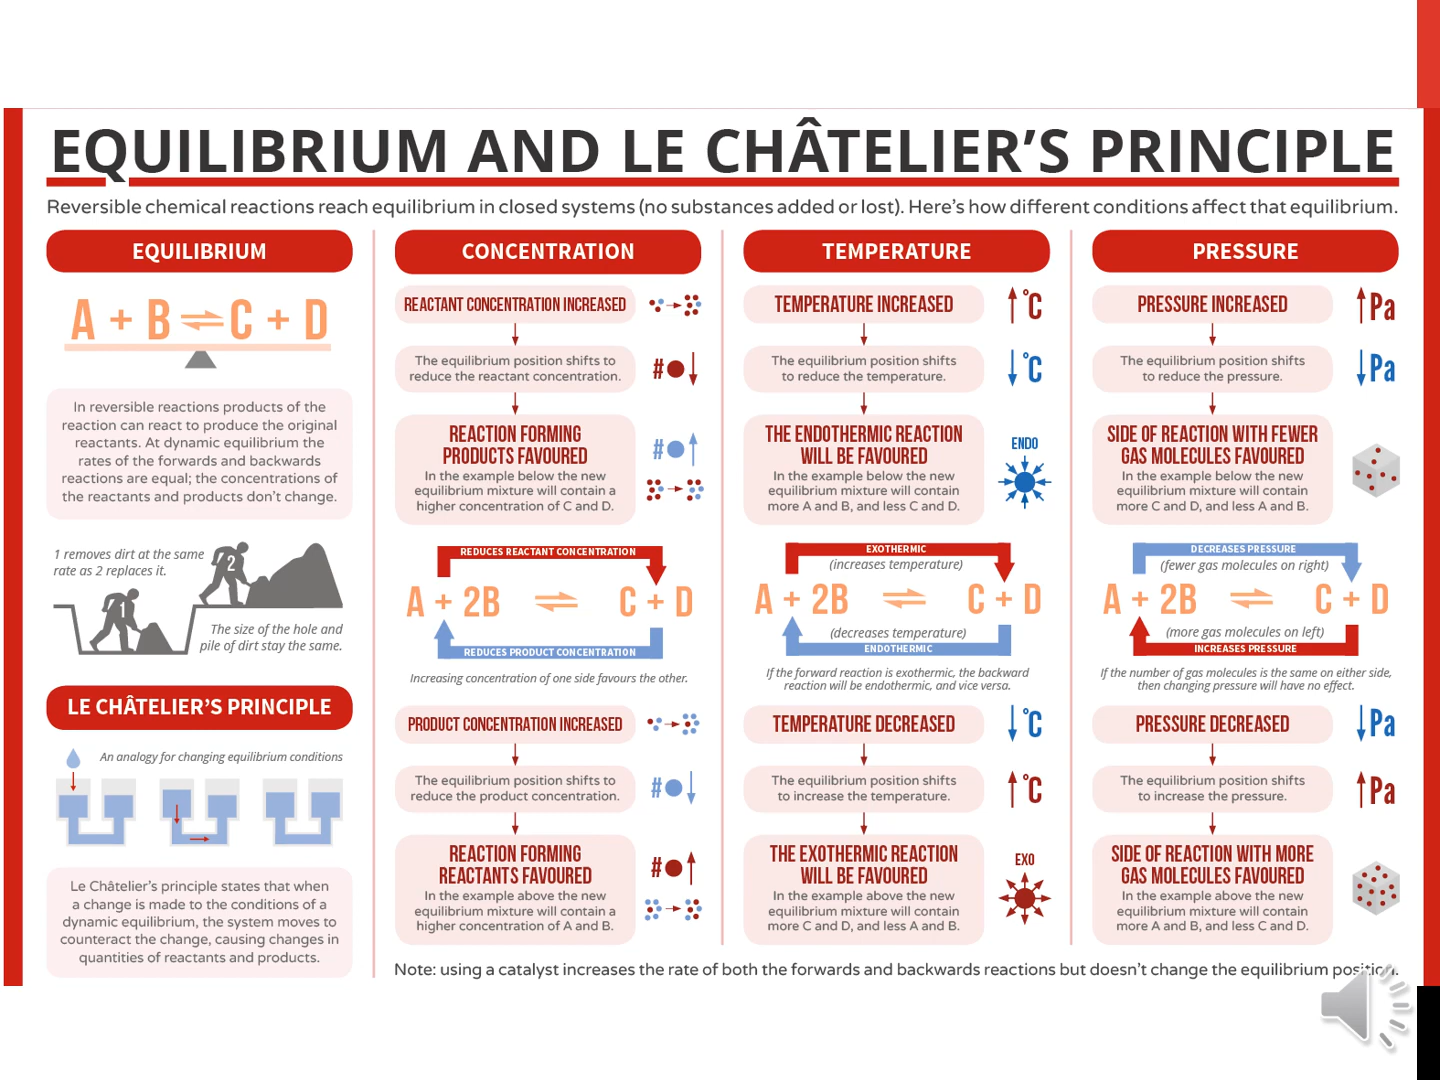 EQUILIBRIUM AND LE CHÂTELIER'S PRINCIPLE
Reversible chemical reactions reach equilibrium in closed systems (no substances added or lost). Here's how different conditions affect that equilibrium.
EQUILIBRIUM
A + B ⇌ C + D
In reversible reactions products of the
reaction can react to produce the original
reactants. At dynamic equilibrium the
rates of the forwards and backwards
reactions are equal; the concentrations of
the reactants and products don't change.
1 removes dirt at the same
rate as 2 replaces it.
2
1
The size of the hole and
pile of dirt stay the same.
LE CHÂTELIER'S PRINCIPLE
An analogy for changing equilibrium conditions
Le Châtelier's principle states that when
a change is made to the conditions of a
dynamic equilibrium, the system moves to
counteract the change, causing changes in
quantities of reactants and products.
CONCENTRATION
REACTANT CONCENTRATION INCREASED
The equilibrium position shifts to
reduce the reactant concentration.
#
REACTION FORMING
PRODUCTS FAVOURED
In the example below the new
equilibrium mixture will contain a
higher concentration of C and D.
#
REDUCES REACTANT CONCENTRATION
A + 2B ⇌ C + D
REDUCES PRODUCT CONCENTRATION
Increasing concentration of one side favours the other.
PRODUCT CONCENTRATION INCREASED
The equilibrium position shifts to
reduce the product concentration.
#
REACTION FORMING
REACTANTS FAVOURED
In the example above the new
equilibrium mixture will contain a
higher concentration of A and B.
#
TEMPERATURE
TEMPERATURE INCREASED
°C
The equilibrium position shifts
to reduce the temperature.
°C
THE ENDOTHERMIC REACTION
WILL BE FAVOURED
In the example below the new
equilibrium mixture will contain
more A and B, and less C and D.
ENDO
EXOTHERMIC
(increases temperature)
A + 2B ⇌ C + D
(decreases temperature)
ENDOTHERMIC
If the forward reaction is exothermic, the backward
reaction will be endothermic, and vice versa.
TEMPERATURE DECREASED
°C
The equilibrium position shifts
to increase the temperature.
°C
THE EXOTHERMIC REACTION
WILL BE FAVOURED
In the example above the new
equilibrium mixture will contain
more C and D, and less A and B.
EXO
PRESSURE
PRESSURE INCREASED
Pa
The equilibrium position shifts
to reduce the pressure.
Pa
SIDE OF REACTION WITH FEWER
GAS MOLECULES FAVOURED
In the example below the new
equilibrium mixture will contain
more C and D, and less A and B.
DECREASES PRESSURE
(fewer gas molecules on right)
A + 2B ⇌ C + D
(more gas molecules on left)
INCREASES PRESSURE
If the number of gas molecules is the same on either side,
then changing pressure will have no effect.
PRESSURE DECREASED
Pa
The equilibrium position shifts
to increase the pressure.
Pa
SIDE OF REACTION WITH MORE
GAS MOLECULES FAVOURED
In the example above the new
equilibrium mixture will contain
more A and B, and less C and D.
Note: using a catalyst increases the rate of both the forwards and backwards reactions but doesn't change the equilibrium position.